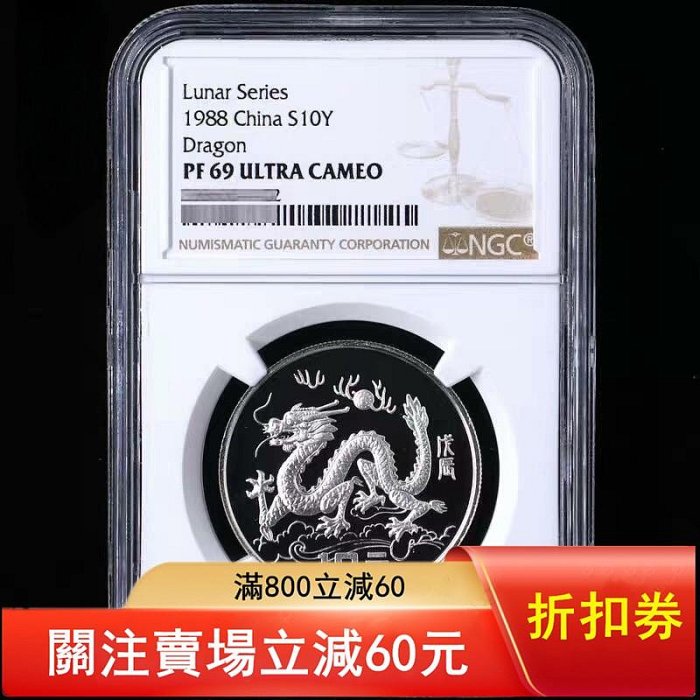 Lunar Series
1988 China S10Y
Dragon
PF 69 ULTRA CAMEO
NUMISMATIC GUARANTY CORPORATION
NGC®
戊辰
滿800立減60
關注賣場立減60元
折扣券